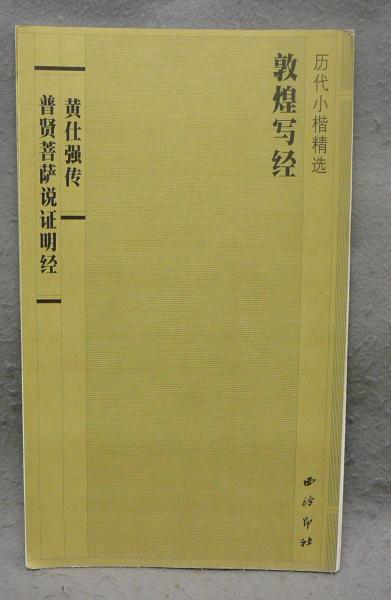 历代小楷精选
敦煌写经
黄仕强传
普贤菩萨说证明经
西泠印社